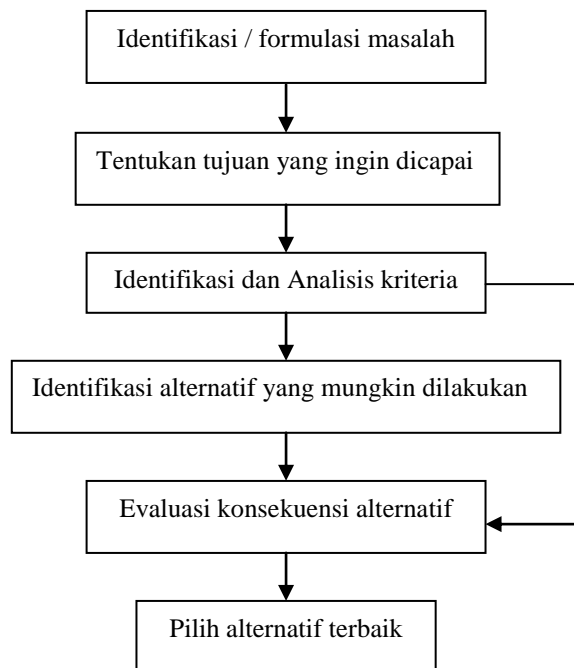 Identifikasi / formulasi masalah
Tentukan tujuan yang ingin dicapai
Identifikasi dan Analisis kriteria
Identifikasi alternatif yang mungkin dilakukan
Evaluasi konsekuensi alternatif
Pilih alternatif terbaik